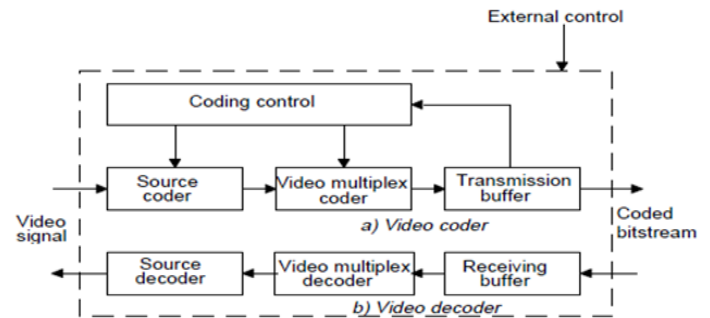 External control
Coding control
Source
coder
Video multiplex
coder
Transmission
buffer
a) Video coder
Video
signal
Coded
bitstream
Source
decoder
Video multiplex
decoder
Receiving
buffer
b) Video decoder